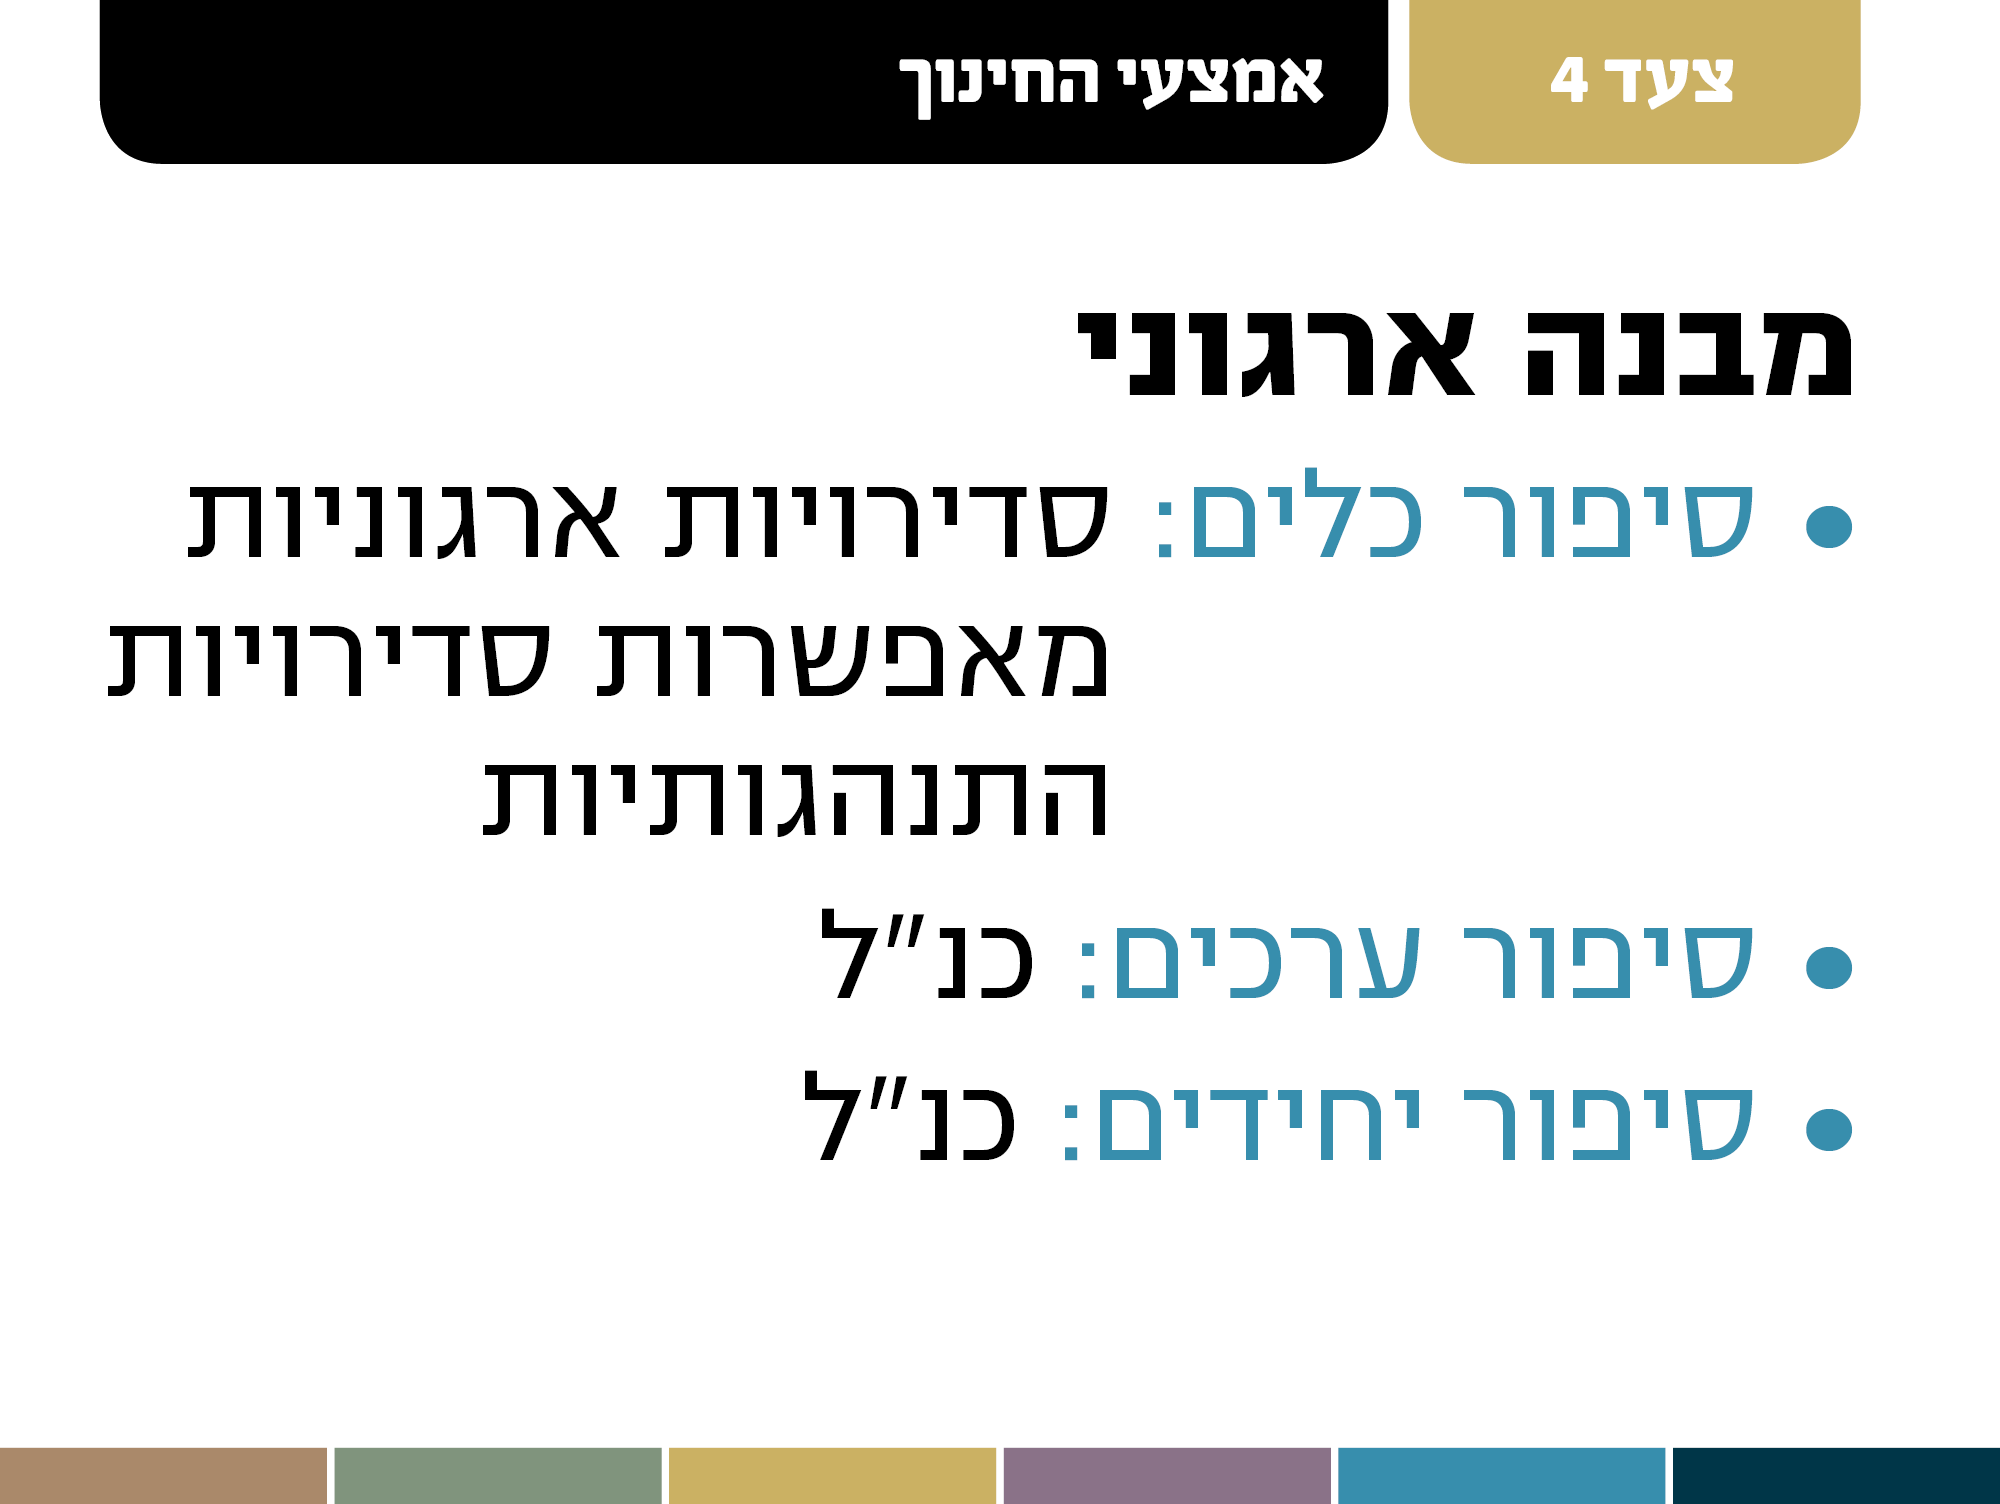 צעד 4
אמצעי החינוך
מבנה ארגוני
• סיפור כלים: סדירויות ארגוניות
מאפשרות סדירויות
התנהגותיות
• סיפור ערכים: כנ״ל
• סיפור יחידים: כנ״ל